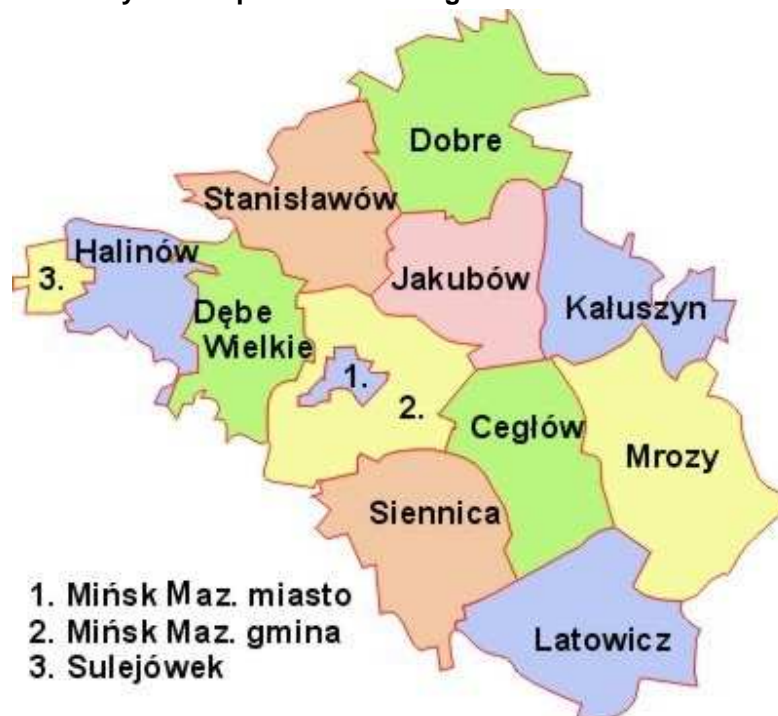 Dobre
Stanisławów
Halinów
3.
Jakubów
Kałuszyn
Dębe
Wielkie
1.
2.
Cegłów
Mrozy
Siennica
1. Mińsk Maz. miasto
2. Mińsk Maz. gmina
3. Sulejówek
Latowicz